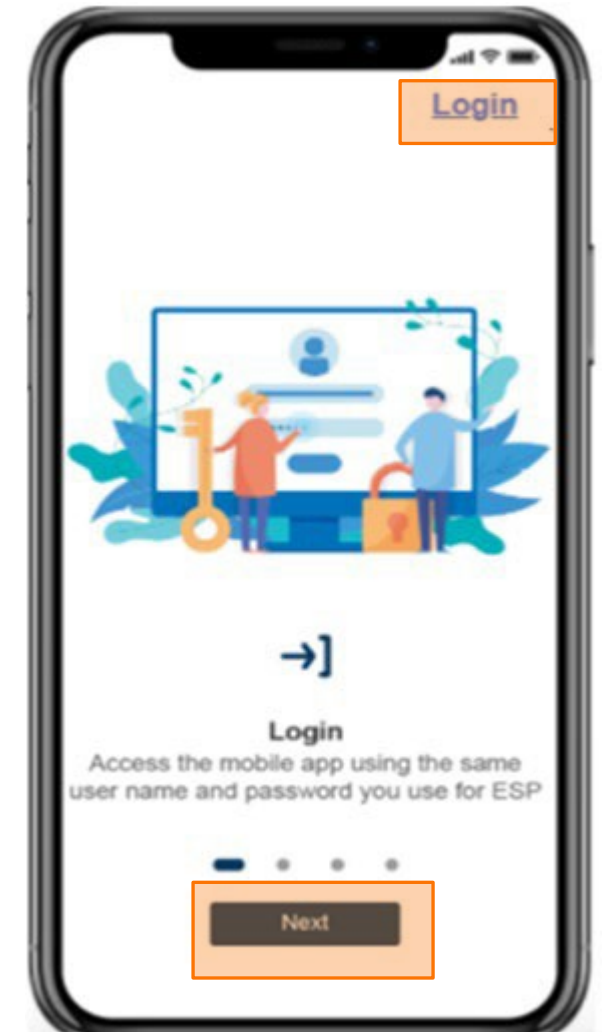 Login
Login
Access the mobile app using the same
user name and password you use for ESP
Next